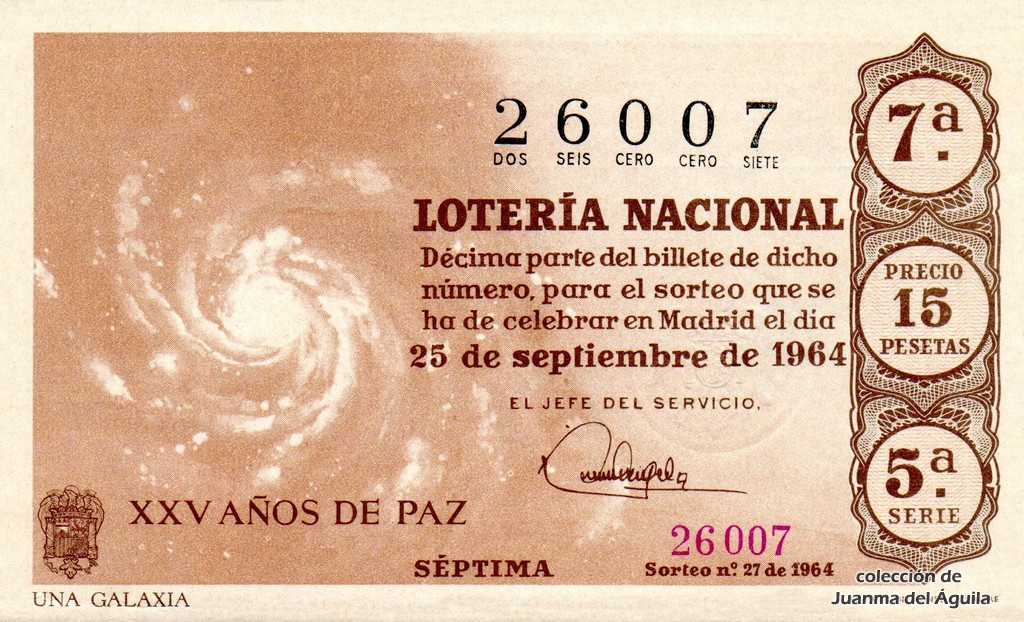 26007
DOS SEIS CERO CERO SIETE
LOTERÍA NACIONAL
Décima parte del billete de dicho
número, para el sorteo que se
ha de celebrar en Madrid el día
25 de septiembre de 1964
EL JEFE DEL SERVICIO,
XXV AÑOS DE PAZ
26007
SÉPTIMA
Sorteo nº. 27 de 1964
UNA GALAXIA
7ª.
PRECIO
15
PESETAS
5ª.
SERIE
colección de
Juanma del Águila